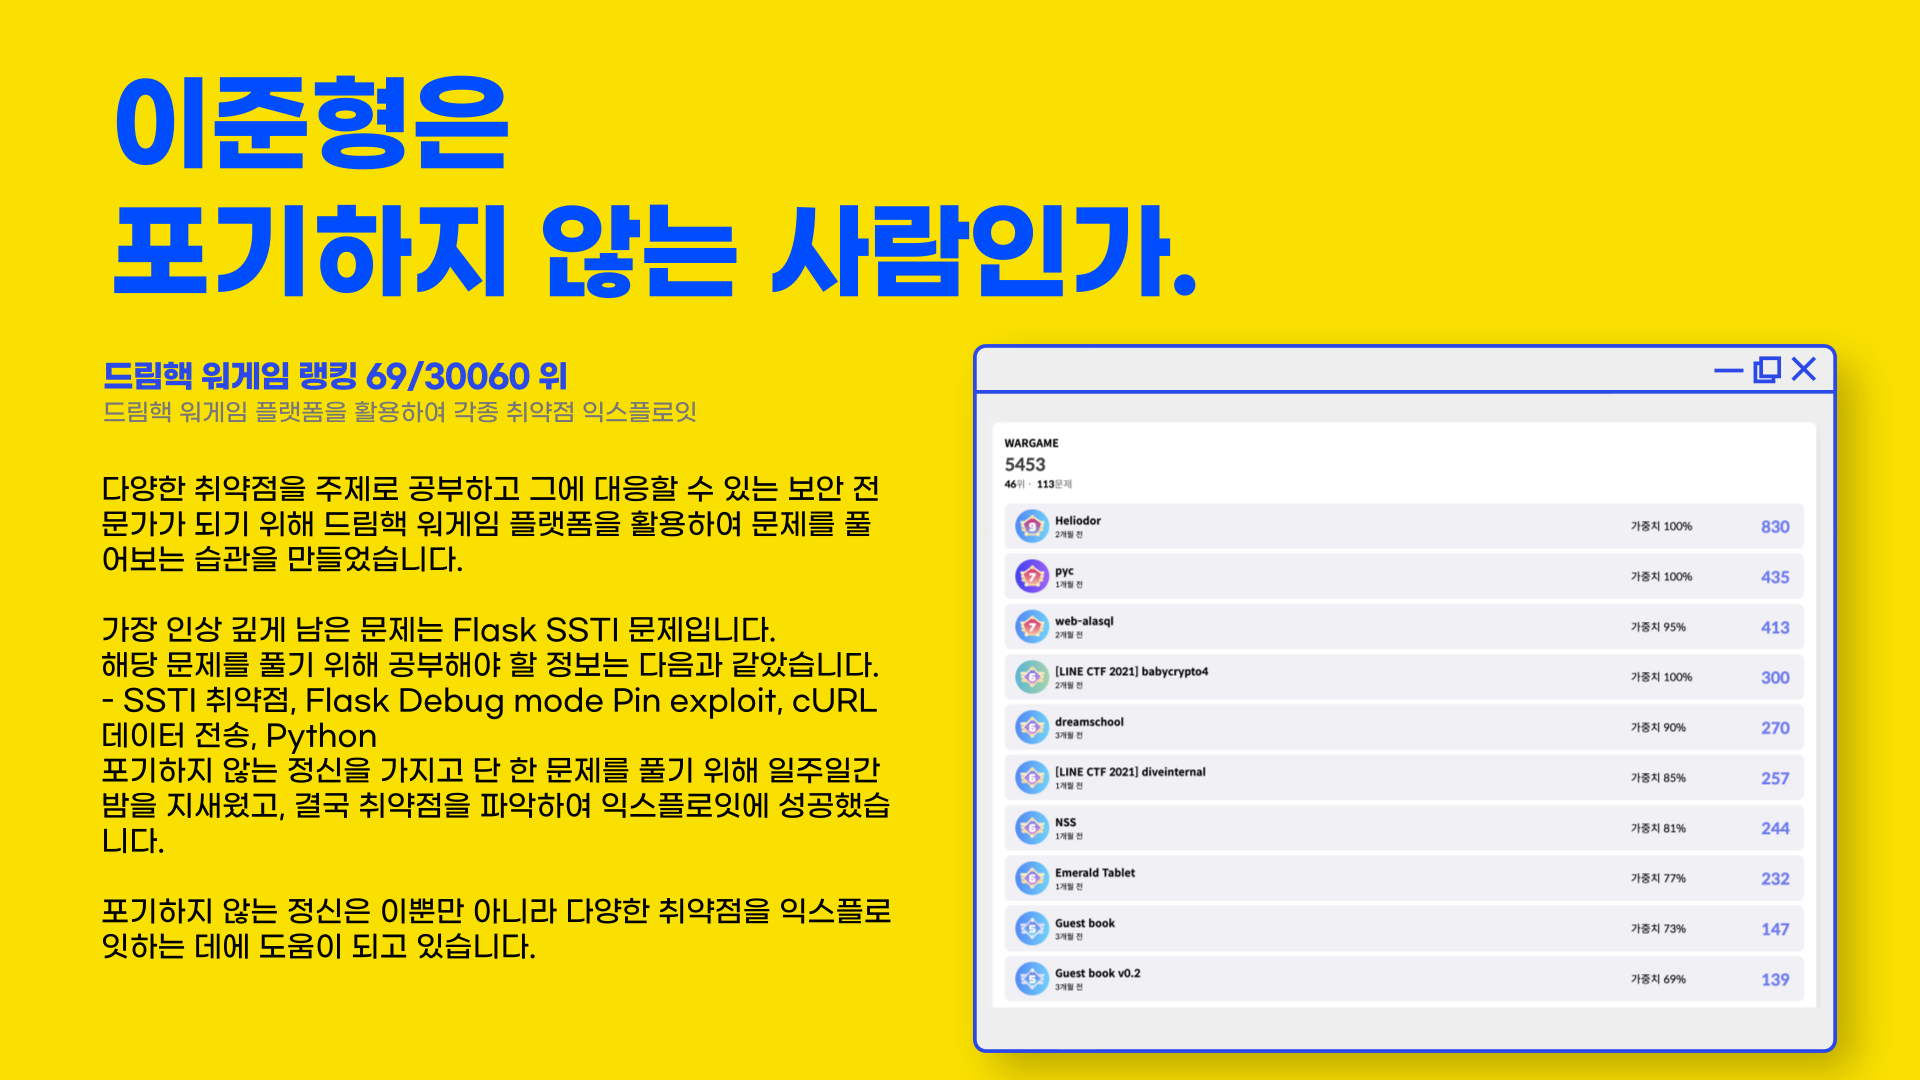 이준형은
포기하지 않는 사람인가.
드림핵 워게임 랭킹 69/30060 위
드림핵 워게임 플랫폼을 활용하여 각종 취약점 익스플로잇
다양한 취약점을 주제로 공부하고 그에 대응할 수 있는 보안 전
문가가 되기 위해 드림핵 워게임 플랫폼을 활용하여 문제를 풀
어보는 습관을 만들었습니다.
가장 인상 깊게 남은 문제는 Flask SSTI 문제입니다.
해당 문제를 풀기 위해 공부해야 할 정보는 다음과 같았습니다.
- SSTI 취약점, Flask Debug mode Pin exploit, cURL
데이터 전송, Python
포기하지 않는 정신을 가지고 단 한 문제를 풀기 위해 일주일간
밤을 지새웠고, 결국 취약점을 파악하여 익스플로잇에 성공했습
니다.
포기하지 않는 정신은 이뿐만 아니라 다양한 취약점을 익스플로
잇하는 데에 도움이 되고 있습니다.
WARGAME
5453
46위 · 113문제
9 Heliodor 가중치 100% 830
2개월 전
7 pyc 가중치 100% 435
1개월 전
7 web-alasql 가중치 95% 413
2개월 전
6 [LINE CTF 2021] babycrypto4 가중치 100% 300
2개월 전
6 dreamschool 가중치 90% 270
3개월 전
6 [LINE CTF 2021] diveinternal 가중치 85% 257
1개월 전
6 NSS 가중치 81% 244
1개월 전
6 Emerald Tablet 가중치 77% 232
1개월 전
5 Guest book 가중치 73% 147
3개월 전
5 Guest book v0.2 가중치 69% 139
3개월 전